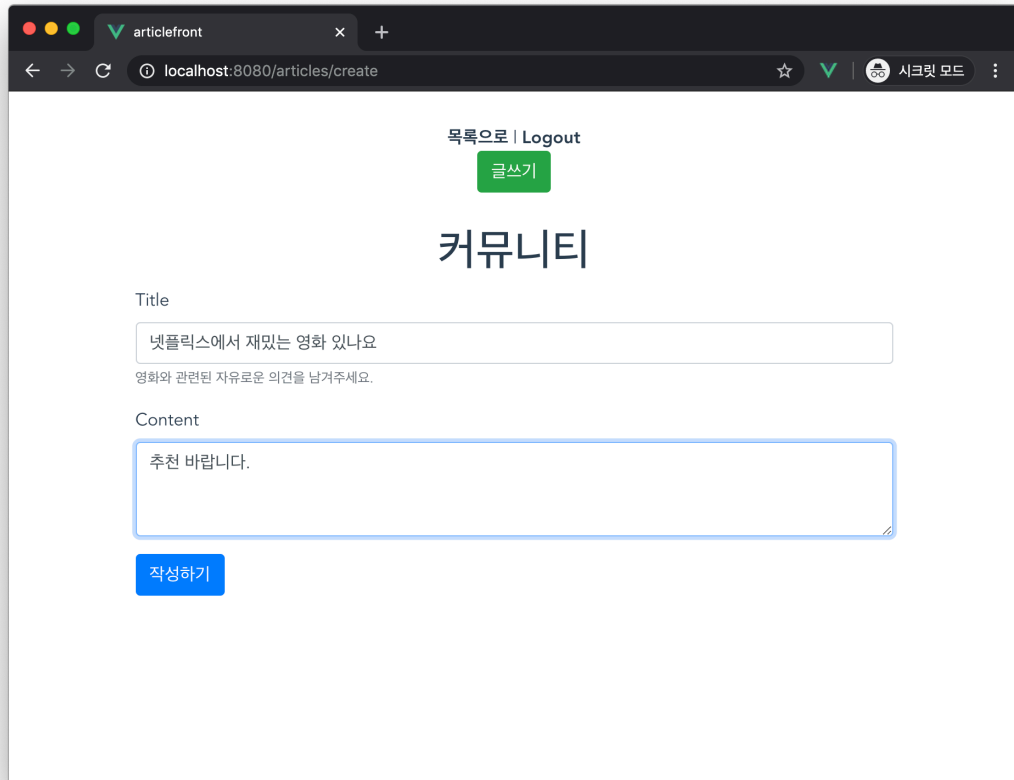 articlefront
localhost:8080/articles/create
시크릿 모드
목록으로 | Logout
글쓰기
커뮤니티
Title
넷플릭스에서 재밌는 영화 있나요
영화와 관련된 자유로운 의견을 남겨주세요.
Content
추천 바랍니다.
작성하기